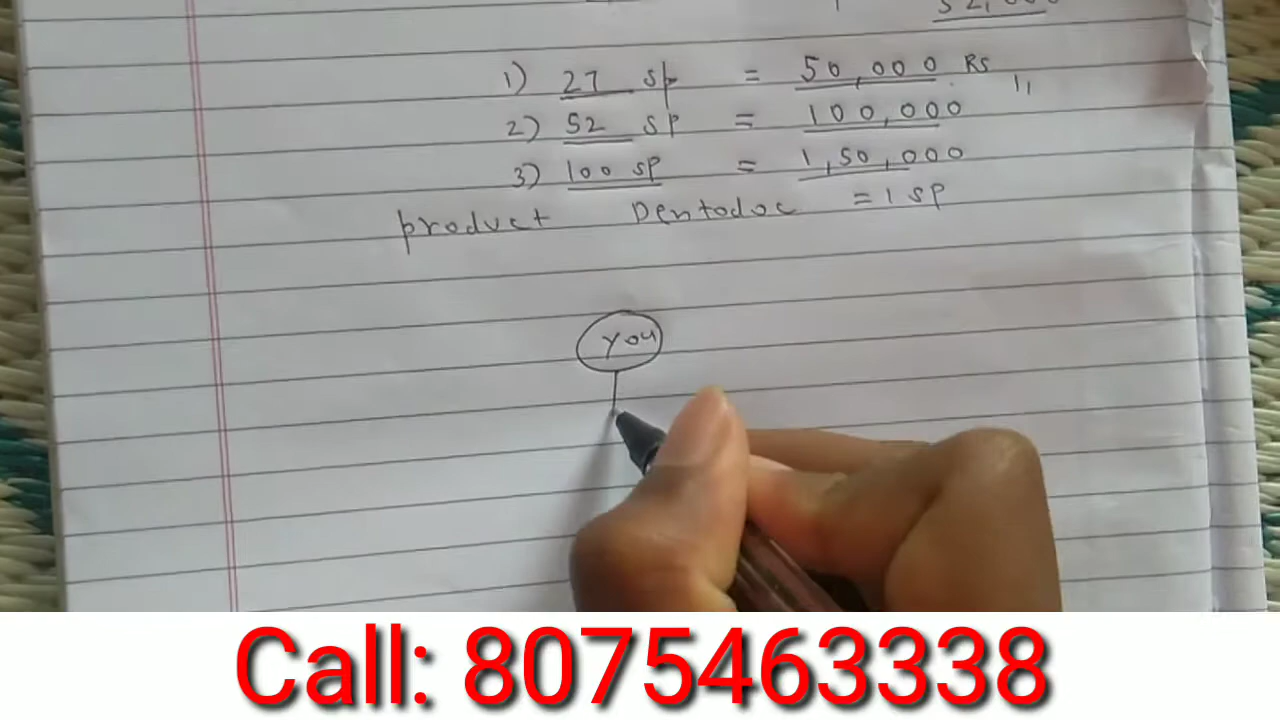 1) 27 sp = 50,000 Rs
2) 52 sp = 100,000
3) 100 sp = 1,50,000
product Dentodoc = 1 sp
you
Call: 8075463338